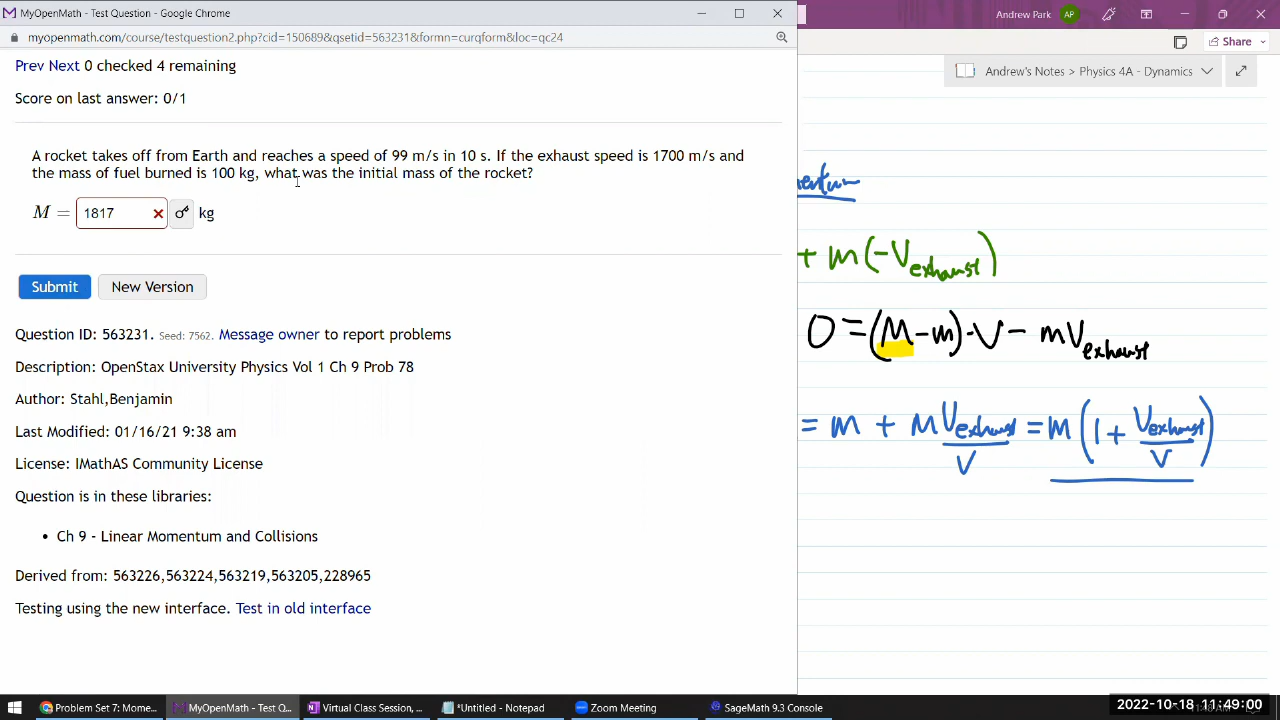 MyOpenMath - Test Question - Google Chrome
myopenmath.com/course/testquestion2.php?cid=150689&qsetid=563231&formn=curqform&loc=qc24
Prev Next 0 checked 4 remaining
Score on last answer: 0/1
A rocket takes off from Earth and reaches a speed of 99 m/s in 10 s. If the exhaust speed is 1700 m/s and
the mass of fuel burned is 100 kg, what was the initial mass of the rocket?
M = 1817 kg
Submit New Version
Question ID: 563231. Seed: 7562. Message owner to report problems
Description: OpenStax University Physics Vol 1 Ch 9 Prob 78
Author: Stahl,Benjamin
Last Modified: 01/16/21 9:38 am
License: IMathAS Community License
Question is in these libraries:
• Ch 9 - Linear Momentum and Collisions
Derived from: 563226,563224,563219,563205,228965
Testing using the new interface. Test in old interface
Andrew Park AP
Share
Andrew's Notes > Physics 4A - Dynamics
entum
+ m(-Vexhaust)
0 = (M-m)·V - mVexhaust
= m + mVexhaust/V = m(1 + Vexhaust/V)
Problem Set 7: Mome...
MyOpenMath - Test Q...
Virtual Class Session, ...
*Untitled - Notepad
Zoom Meeting
SageMath 9.3 Console
2022-10-18 11:49:00